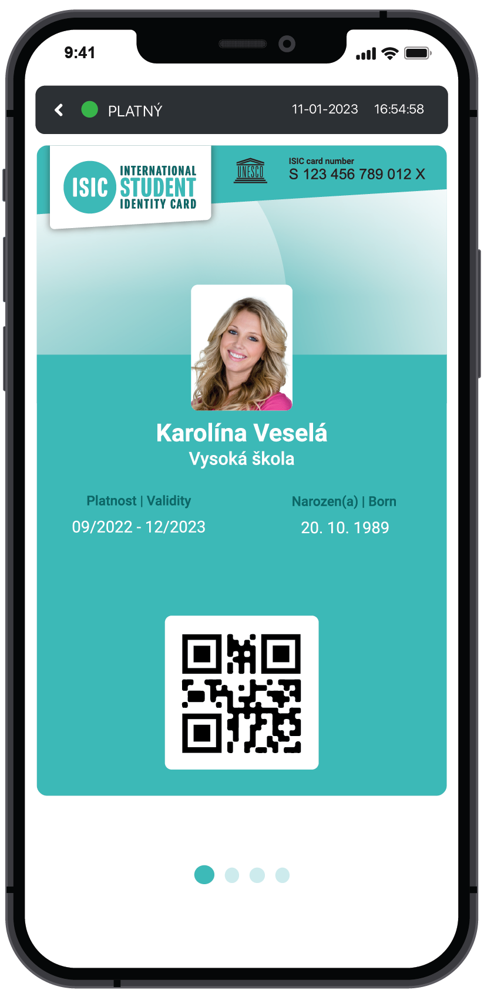 9:41
PLATNÝ 11-01-2023 16:54:58
ISIC
INTERNATIONAL
STUDENT
IDENTITY CARD
UNESCO
ISIC card number
S 123 456 789 012 X
Karolína Veselá
Vysoká škola
Platnost | Validity
09/2022 - 12/2023
Narozen(a) | Born
20. 10. 1989